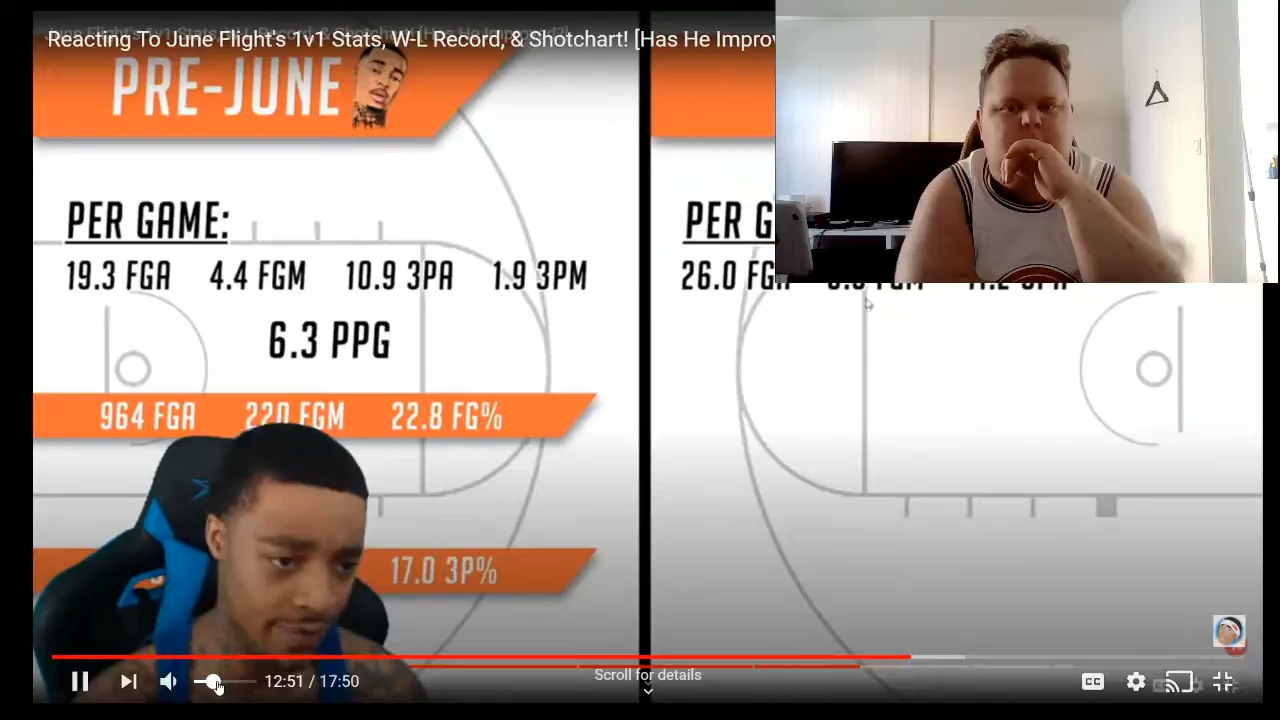 Reacting To June Flight's 1v1 Stats, W-L Record, & Shotchart! [Has He Improv
PRE-JUNE
PER GAME:
19.3 FGA 4.4 FGM 10.9 3PA 1.9 3PM
6.3 PPG
964 FGA 220 FGM 22.8 FG%
17.0 3P%
PER G
26.0 FGA
Scroll for details
12:51 / 17:50
CC